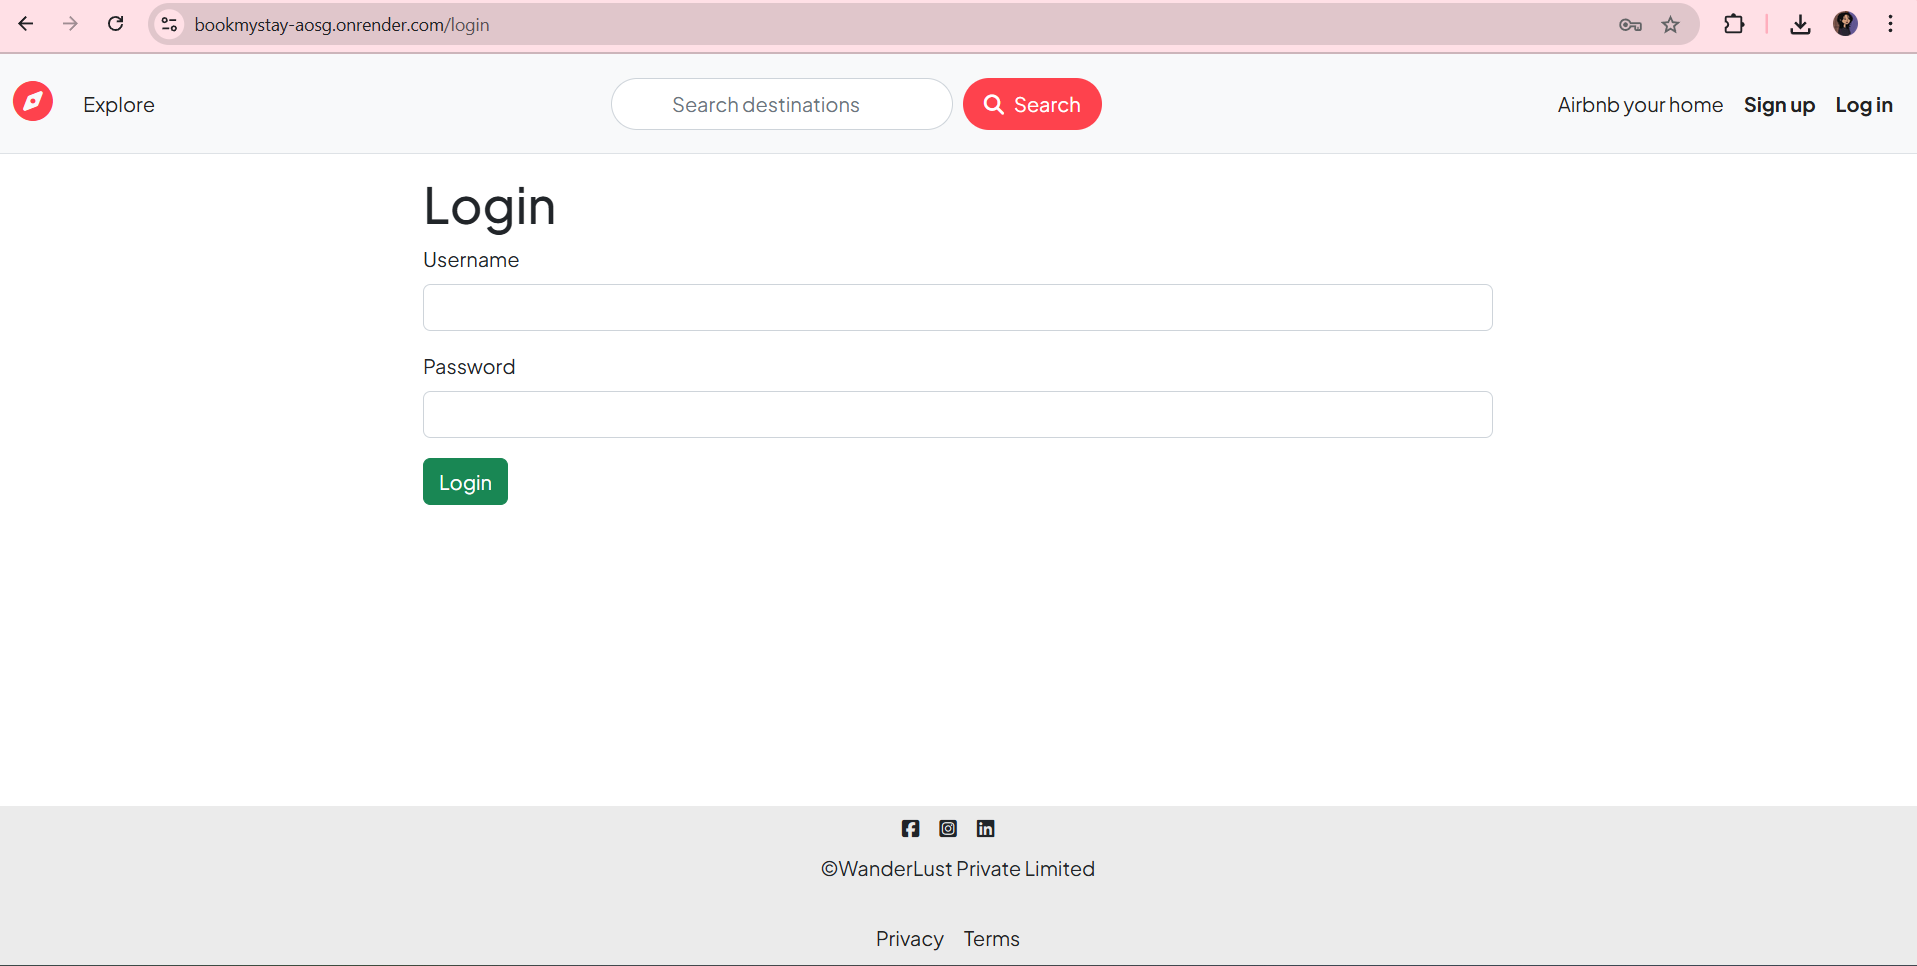 bookmystay-aosg.onrender.com/login
Explore
Search destinations
Search
Airbnb your home
Sign up
Log in
Login
Username
Password
Login
©WanderLust Private Limited
Privacy
Terms